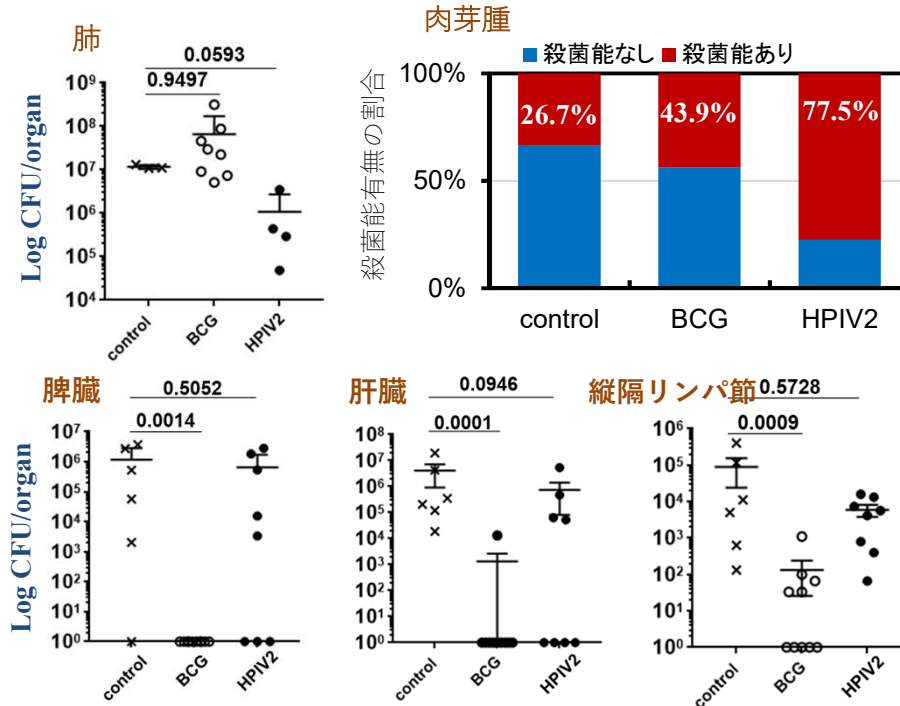 肺
0.0593
0.9497
Log CFU/organ
10⁹
10⁸
10⁷
10⁶
10⁵
10⁴
control
BCG
HPIV2
肉芽腫
殺菌能なし 殺菌能あり
殺菌能有無の割合
100%
50%
0%
26.7%
43.9%
77.5%
control
BCG
HPIV2
脾臓
0.5052
0.0014
Log CFU/organ
10⁷
10⁶
10⁵
10⁴
10³
10²
10¹
10⁰
control
BCG
HPIV2
肝臓
0.0946
0.0001
10⁸
10⁷
10⁶
10⁵
10⁴
10³
10²
10¹
10⁰
control
BCG
HPIV2
縦隔リンパ節
0.5728
0.0009
10⁶
10⁵
10⁴
10³
10²
10¹
10⁰
control
BCG
HPIV2